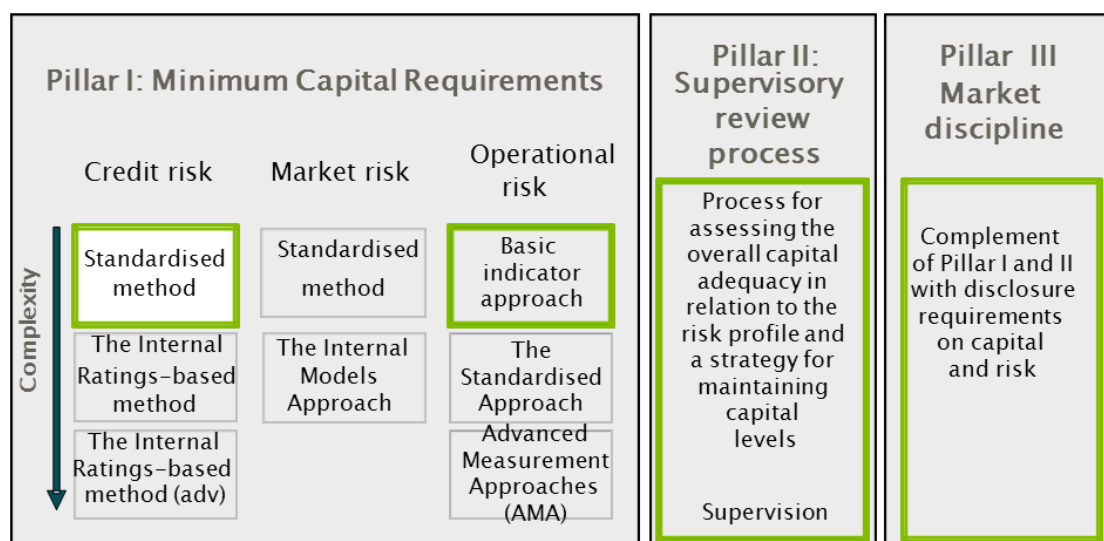 Pillar I: Minimum Capital Requirements
Credit risk
Market risk
Operational
risk
Complexity
Standardised
method
Standardised
method
Basic
indicator
approach
The Internal
Ratings-based
method
The Internal
Models
Approach
The
Standardised
Approach
The Internal
Ratings-based
method (adv)
Advanced
Measurement
Approaches
(AMA)
Pillar II:
Supervisory
review
process
Process for
assessing the
overall capital
adequacy in
relation to the
risk profile and
a strategy for
maintaining
capital
levels
Supervision
Pillar III
Market
discipline
Complement
of Pillar I and II
with disclosure
requirements
on capital
and risk